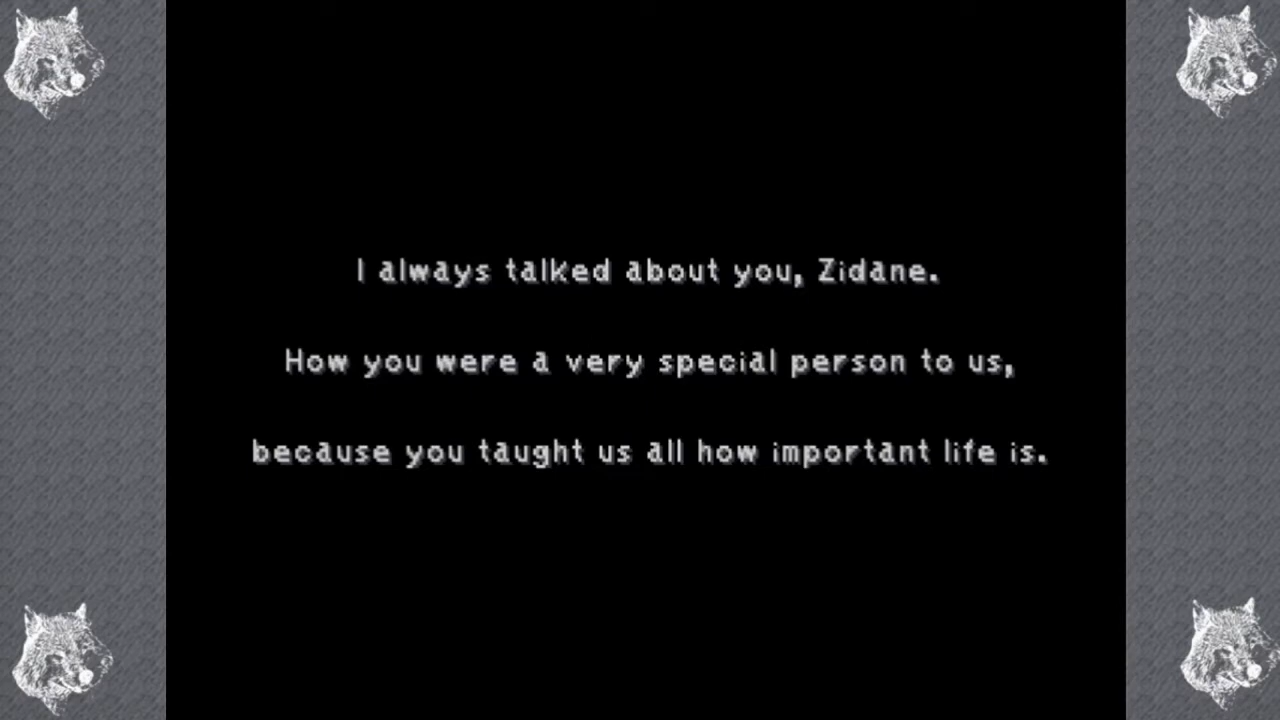 I always talked about you, Zidane.
How you were a very special person to us,
because you taught us all how important life is.